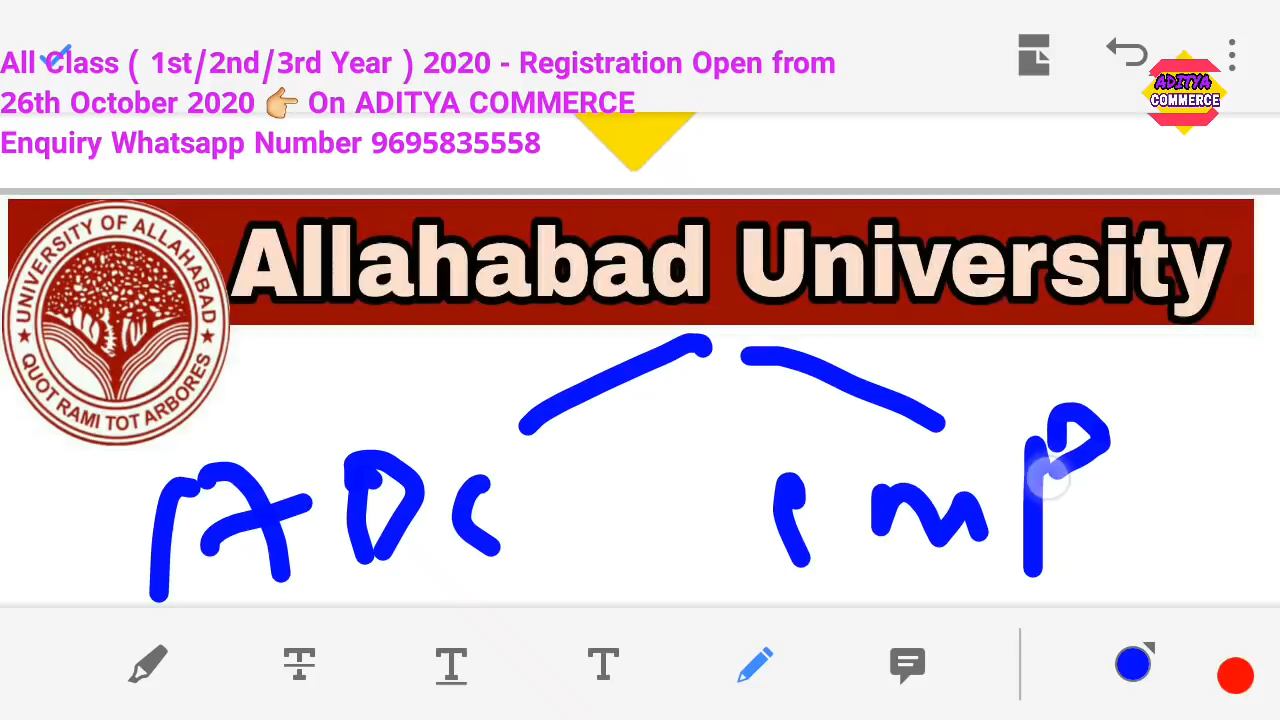 All Class ( 1st/2nd/3rd Year ) 2020 - Registration Open from
26th October 2020 👉 On ADITYA COMMERCE
Enquiry Whatsapp Number 9695835558
ADITYA
COMMERCE
UNIVERSITY OF ALLAHABAD
QUOT RAMI TOT ARBORES
Allahabad University
ADC imP